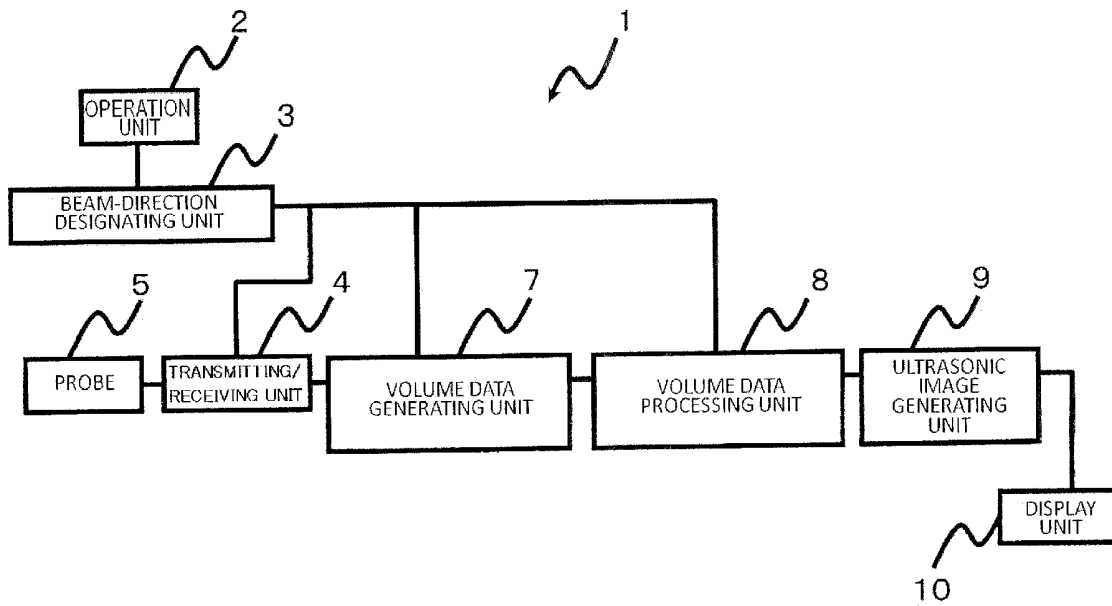 2
1
OPERATION
UNIT
3
BEAM-DIRECTION
DESIGNATING UNIT
5
4
7
8
9
PROBE
TRANSMITTING/
RECEIVING UNIT
VOLUME DATA
GENERATING UNIT
VOLUME DATA
PROCESSING UNIT
ULTRASONIC
IMAGE
GENERATING
UNIT
DISPLAY
UNIT
10